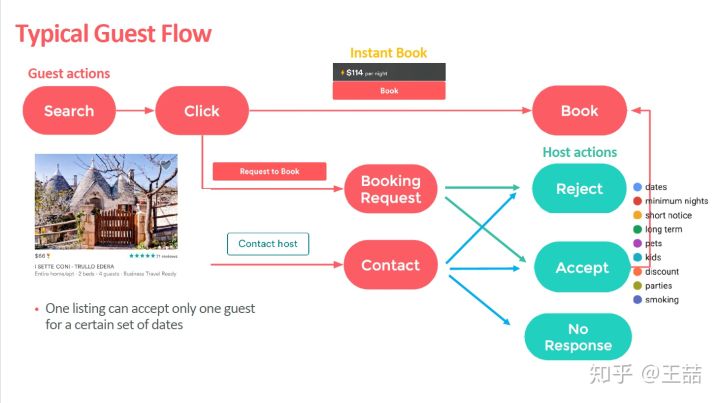 Typical Guest Flow
Instant Book
$114 per night
Book
Guest actions
Search
Click
Book
Host actions
Request to Book
Booking
Request
Reject
dates
minimum nights
short notice
long term
pets
kids
discount
parties
smoking
Contact host
Contact
Accept
$66
71 reviews
I SETTE CONI - TRULLO EDERA
Entire home/apt · 2 beds · 4 guests · Business Travel Ready
• One listing can accept only one guest
for a certain set of dates
No
Response
知乎 @王喆